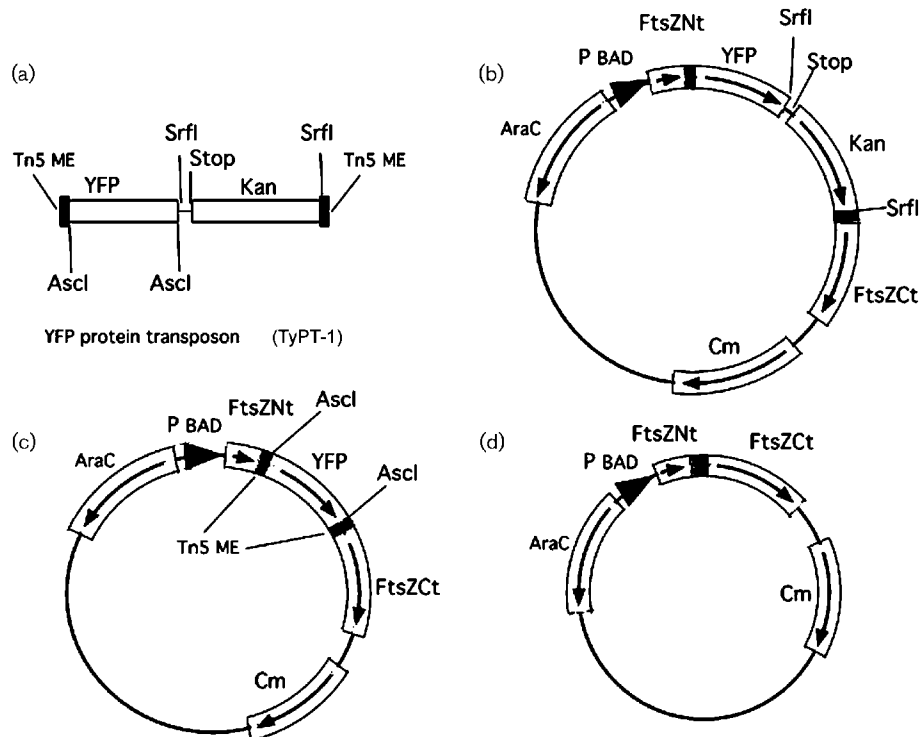 (a)
SrfI
SrfI
Stop
Tn5 ME
YFP
Kan
Tn5 ME
AscI
AscI
YFP protein transposon (TyPT-1)
(b)
FtsZNt
SrfI
P BAD
YFP
Stop
AraC
Kan
SrfI
FtsZCt
Cm
(c)
FtsZNt
AscI
P BAD
YFP
AraC
AscI
Tn5 ME
FtsZCt
Cm
(d)
FtsZNt
FtsZCt
P BAD
AraC
Cm